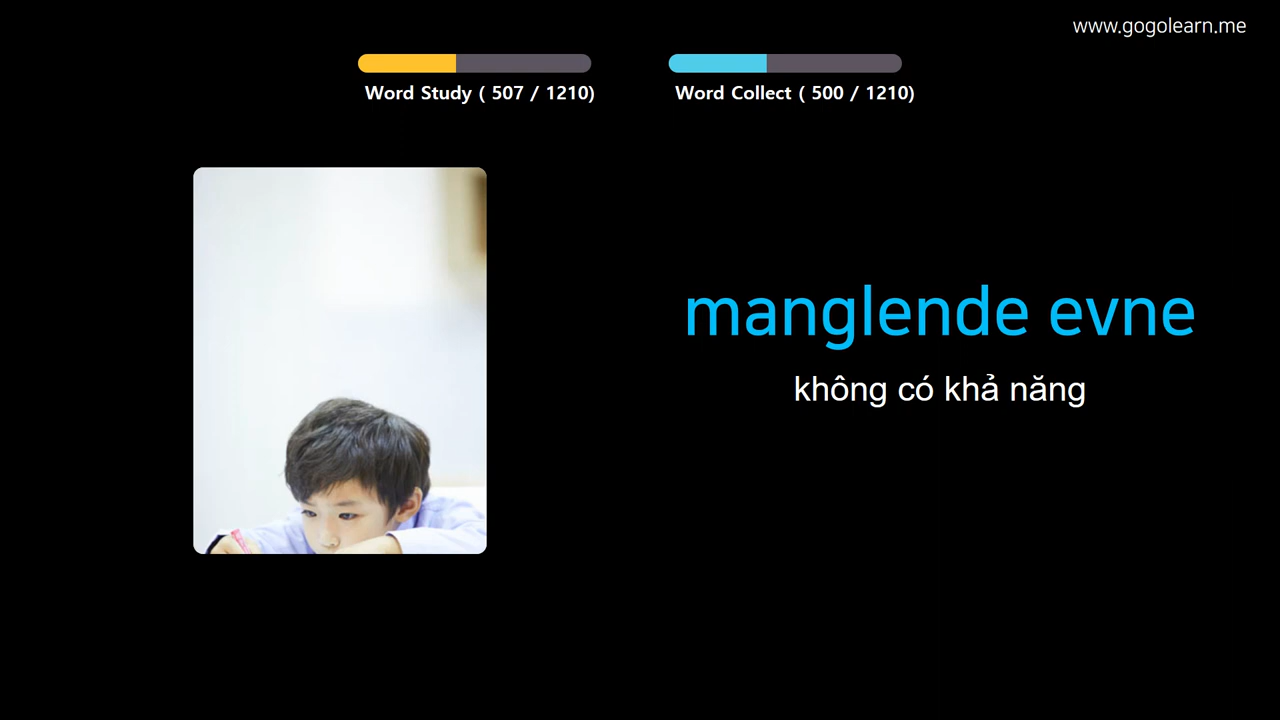 www.gogolearn.me
Word Study ( 507 / 1210)
Word Collect ( 500 / 1210)
manglende evne
không có khả năng